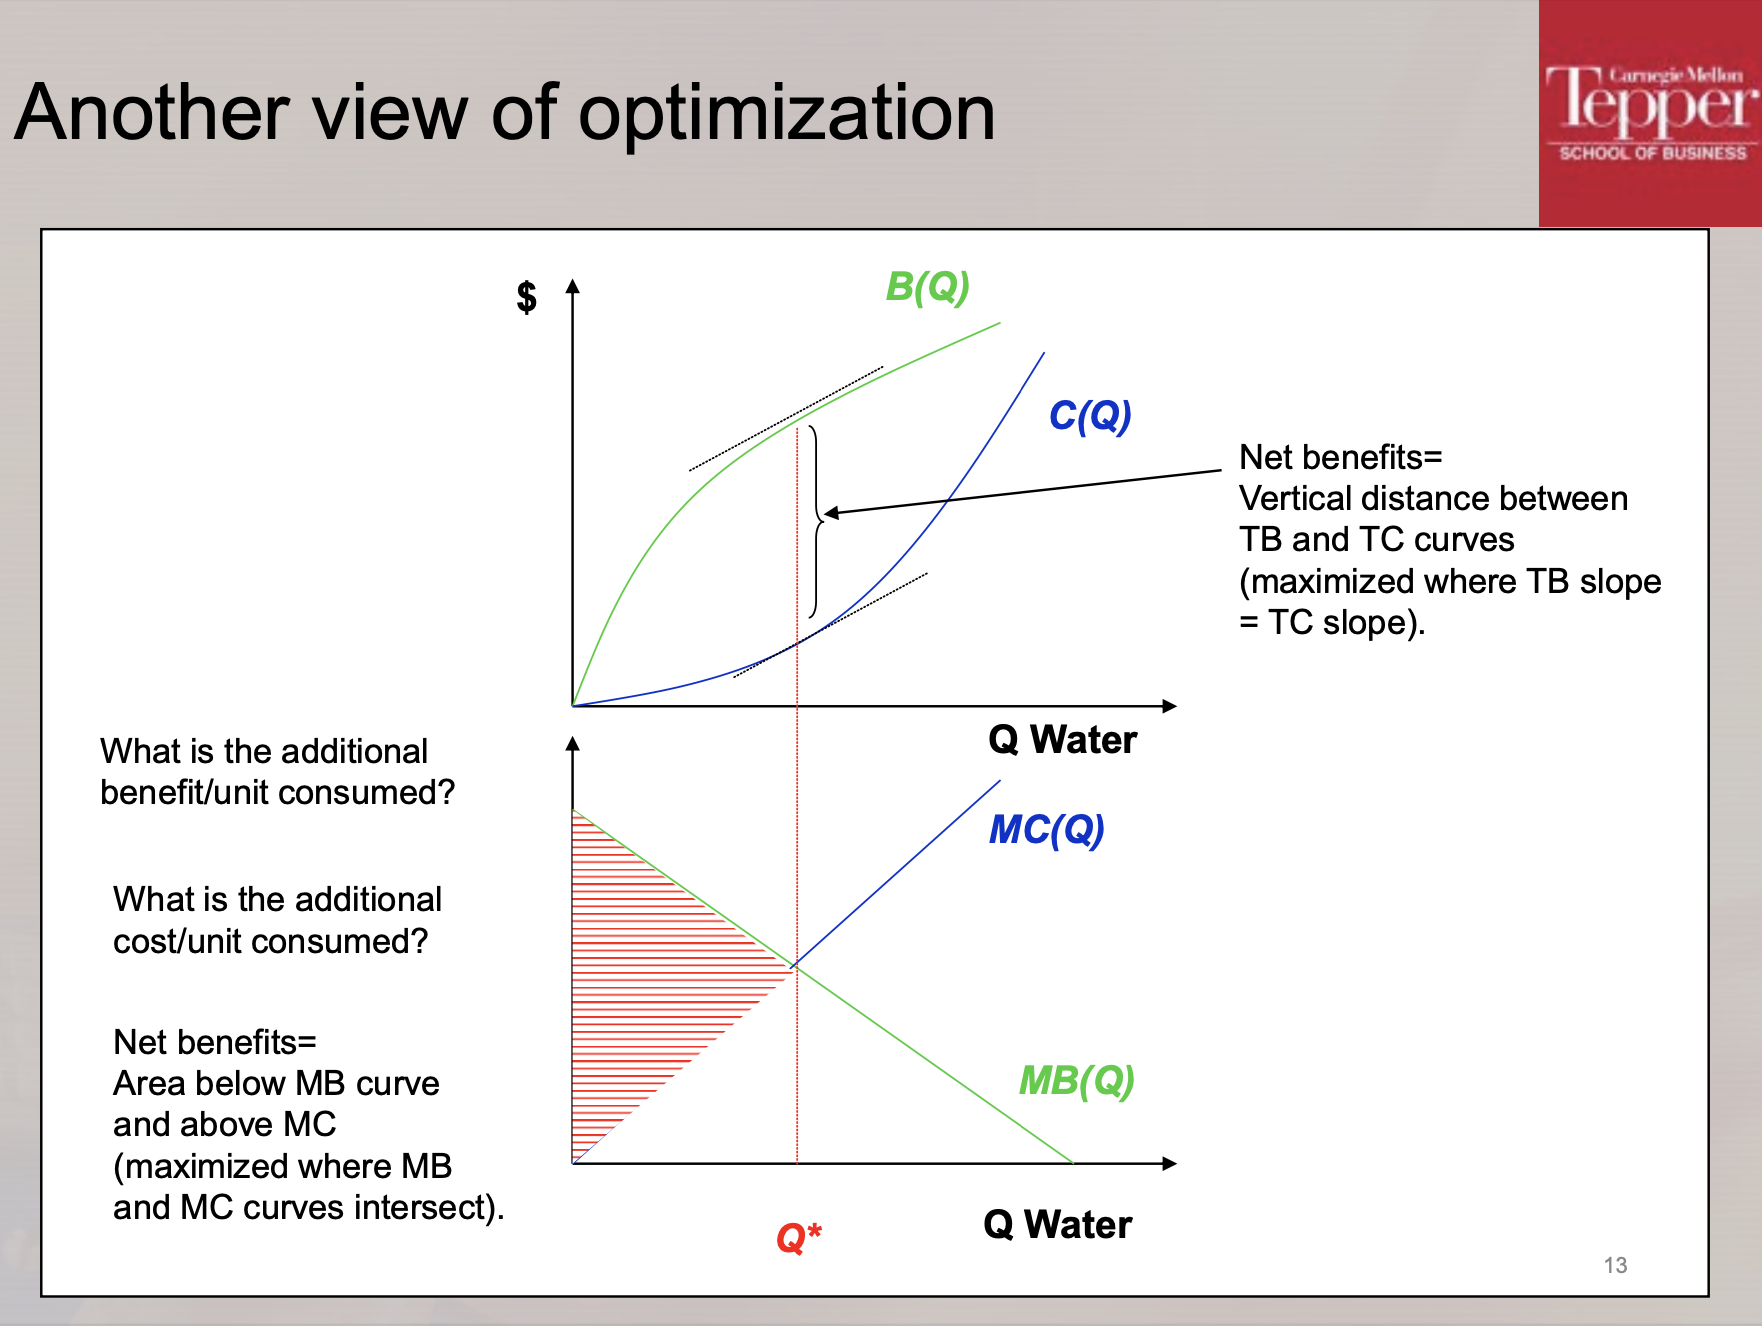 Another view of optimization
Carnegie Mellon
Tepper
SCHOOL OF BUSINESS
$
B(Q)
C(Q)
Net benefits=
Vertical distance between
TB and TC curves
(maximized where TB slope
= TC slope).
Q Water
What is the additional
benefit/unit consumed?
MC(Q)
What is the additional
cost/unit consumed?
Net benefits=
Area below MB curve
and above MC
(maximized where MB
and MC curves intersect).
MB(Q)
Q*
Q Water
13